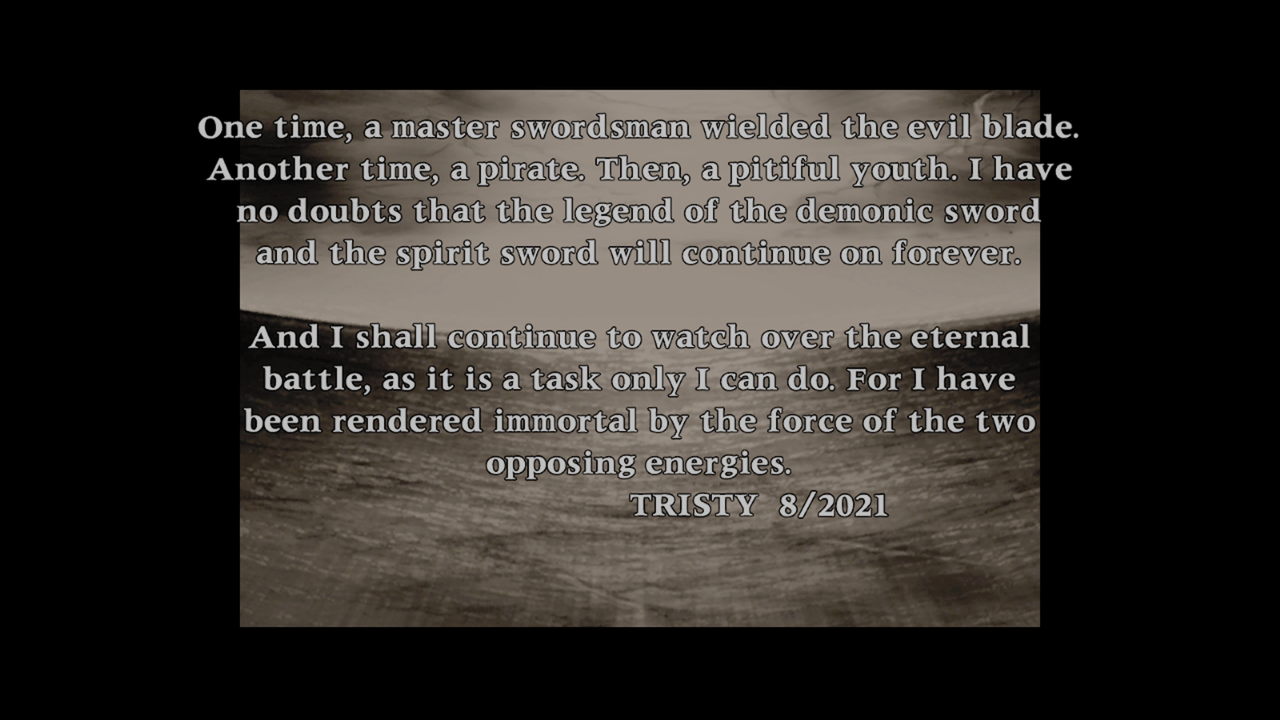 One time, a master swordsman wielded the evil blade.
Another time, a pirate. Then, a pitiful youth. I have
no doubts that the legend of the demonic sword
and the spirit sword will continue on forever.
And I shall continue to watch over the eternal
battle, as it is a task only I can do. For I have
been rendered immortal by the force of the two
opposing energies.
TRISTY 8/2021